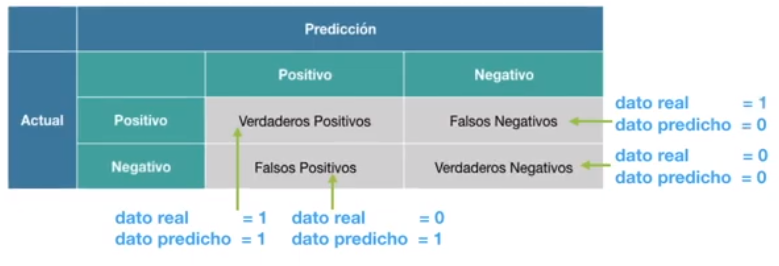 Predicción
Positivo Negativo
Actual Positivo Verdaderos Positivos Falsos Negativos
dato real = 1
dato predicho = 0
Negativo Falsos Positivos Verdaderos Negativos
dato real = 0
dato predicho = 0
dato real = 1 dato real = 0
dato predicho = 1 dato predicho = 1